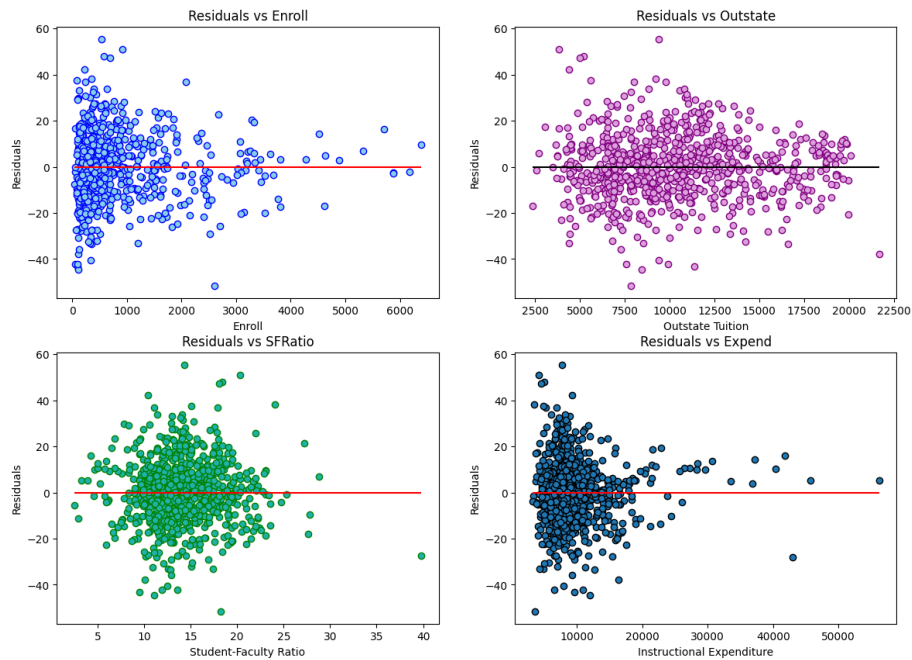 Residuals vs Enroll
60
40
20
0
−20
−40
Residuals
0 1000 2000 3000 4000 5000 6000
Enroll
Residuals vs Outstate
60
40
20
0
−20
−40
Residuals
2500 5000 7500 10000 12500 15000 17500 20000 22500
Outstate Tuition
Residuals vs SFRatio
60
40
20
0
−20
−40
Residuals
5 10 15 20 25 30 35 40
Student-Faculty Ratio
Residuals vs Expend
60
40
20
0
−20
−40
Residuals
10000 20000 30000 40000 50000
Instructional Expenditure